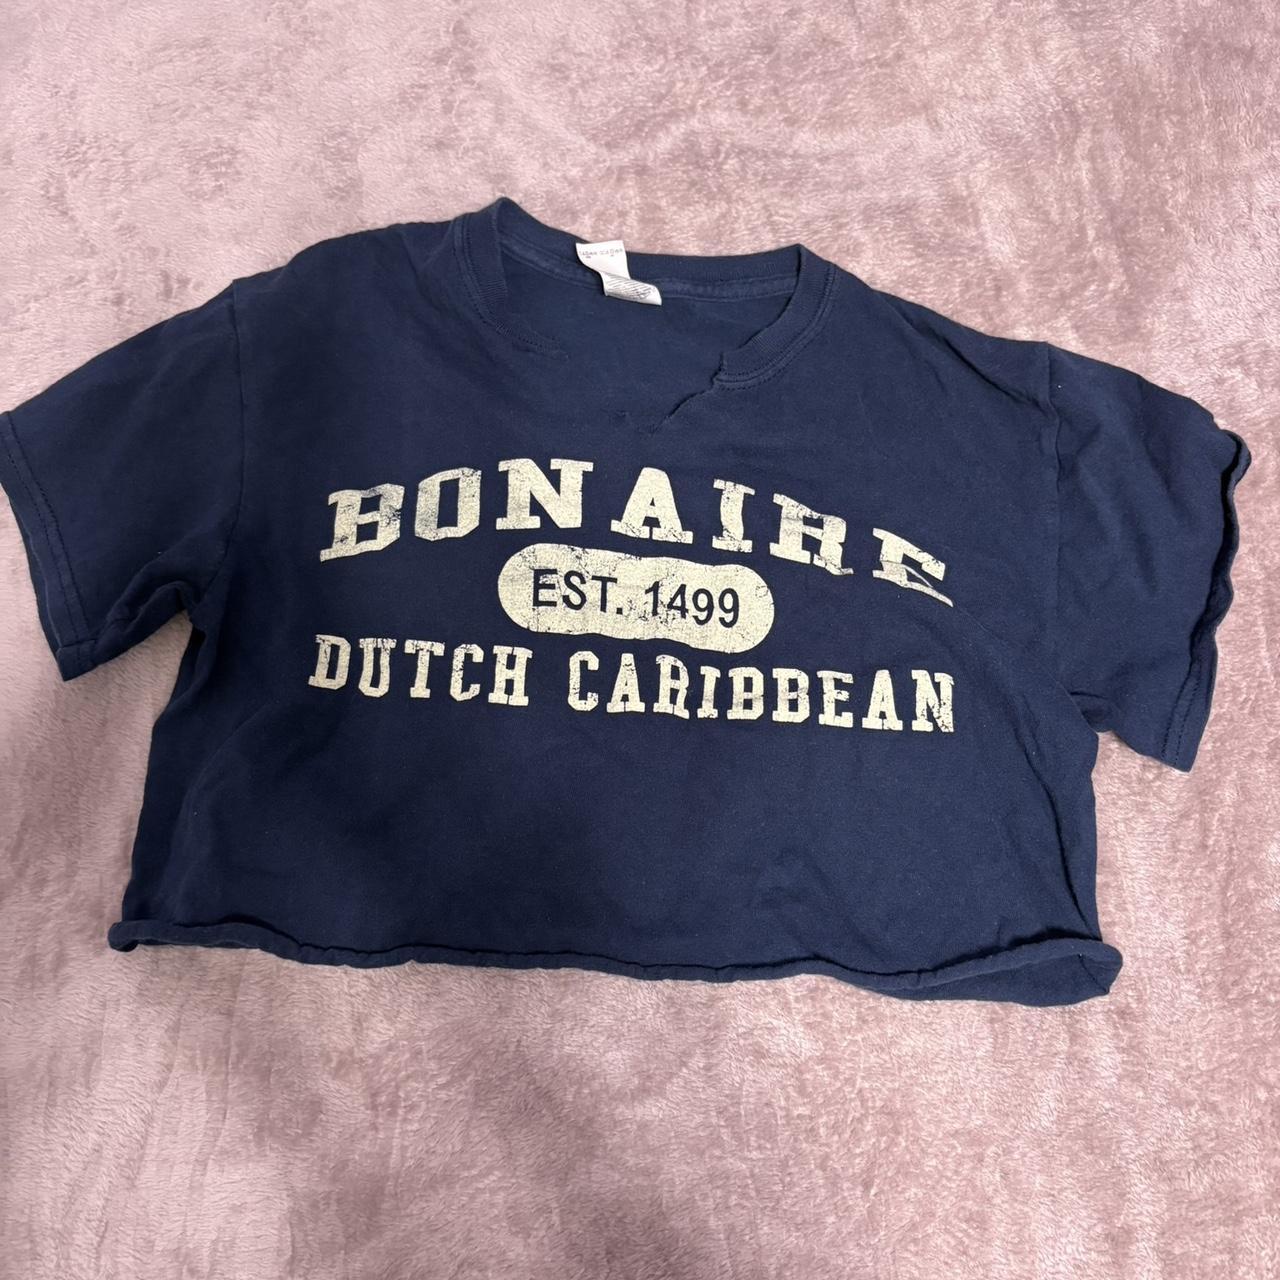 BONAIRE
EST. 1499
DUTCH CARIBBEAN